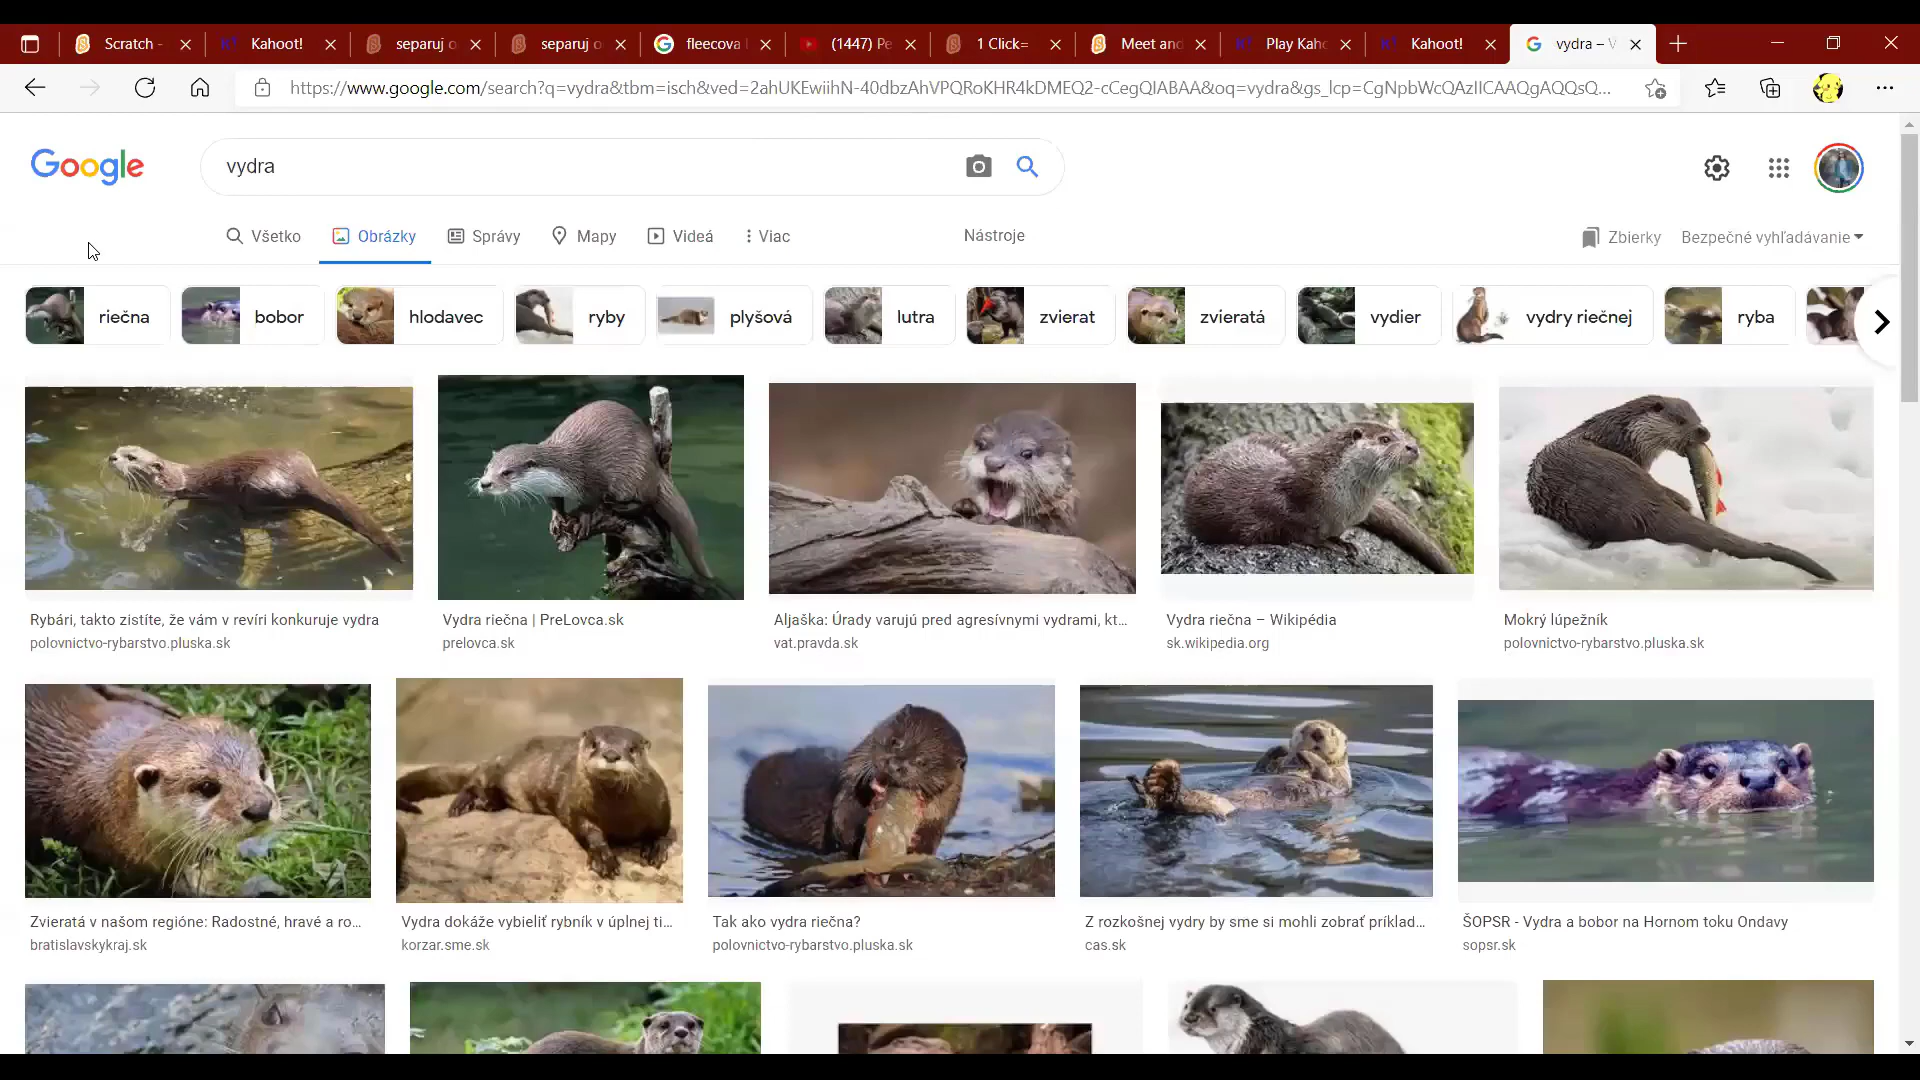 Scratch -
Kahoot!
separuj o
separuj o
fleecova
(1447) Pe
1 Click=
Meet and
Play Kaho
Kahoot!
vydra – V
https://www.google.com/search?q=vydra&tbm=isch&ved=2ahUKEwiihN-40dbzAhVPQRoKHR4kDMEQ2-cCegQIABAA&oq=vydra&gs_lcp=CgNpbWcQAzIICAAQgAQQsQ...
Google
vydra
Všetko
Obrázky
Správy
Mapy
Videá
Viac
Nástroje
Zbierky
Bezpečné vyhľadávanie
riečna
bobor
hlodavec
ryby
plyšová
lutra
zvierat
zvieratá
vydier
vydry riečnej
ryba
Rybári, takto zistíte, že vám v revíri konkuruje vydra
polovnictvo-rybarstvo.pluska.sk
Vydra riečna | PreLovca.sk
prelovca.sk
Aljaška: Úrady varujú pred agresívnymi vydrami, kt...
vat.pravda.sk
Vydra riečna – Wikipédia
sk.wikipedia.org
Mokrý lúpežník
polovnictvo-rybarstvo.pluska.sk
Zvieratá v našom regióne: Radostné, hravé a ro...
bratislavskykraj.sk
Vydra dokáže vybieliť rybník v úplnej ti...
korzar.sme.sk
Tak ako vydra riečna?
polovnictvo-rybarstvo.pluska.sk
Z rozkošnej vydry by sme si mohli zobrať príklad...
cas.sk
ŠOPSR - Vydra a bobor na Hornom toku Ondavy
sopsr.sk